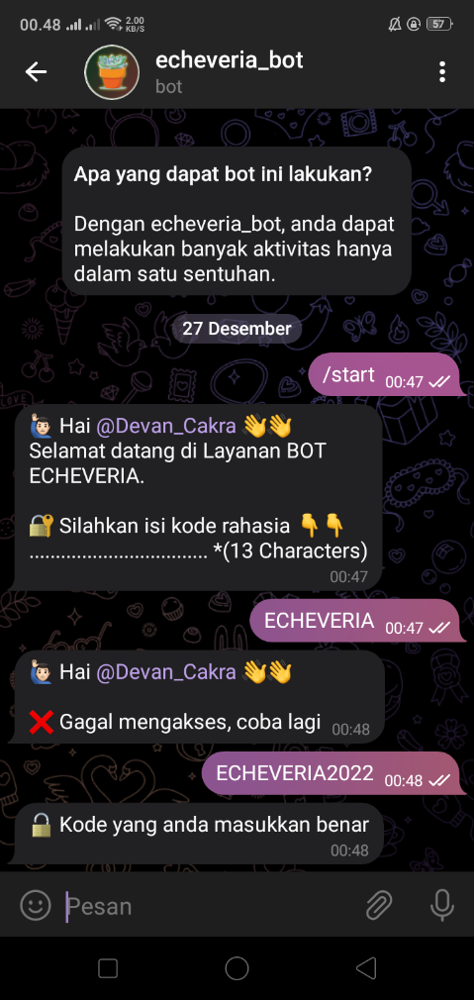 00.48 2.00 KB/S 57
echeveria_bot
bot
Apa yang dapat bot ini lakukan?
Dengan echeveria_bot, anda dapat
melakukan banyak aktivitas hanya
dalam satu sentuhan.
27 Desember
/start 00:47
🙋🏻‍♂️ Hai @Devan_Cakra 👋👋
Selamat datang di Layanan BOT
ECHEVERIA.
🔐 Silahkan isi kode rahasia 👇👇
................................. *(13 Characters)
00:47
ECHEVERIA 00:47
🙋🏻‍♂️ Hai @Devan_Cakra 👋👋
❌ Gagal mengakses, coba lagi 00:48
ECHEVERIA2022 00:48
🔓 Kode yang anda masukkan benar
00:48
Pesan